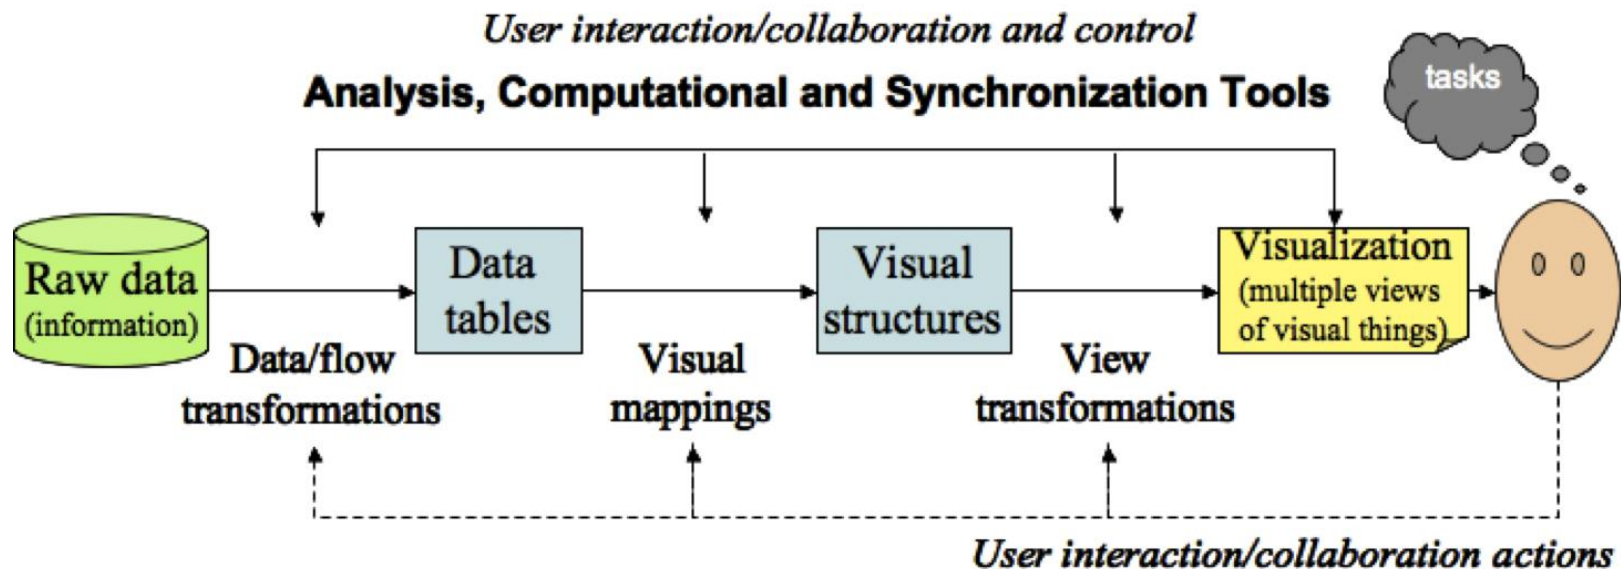 User interaction/collaboration and control
Analysis, Computational and Synchronization Tools
tasks
Raw data
(information)
Data/flow
transformations
Data
tables
Visual
mappings
Visual
structures
View
transformations
Visualization
(multiple views
of visual things)
User interaction/collaboration actions